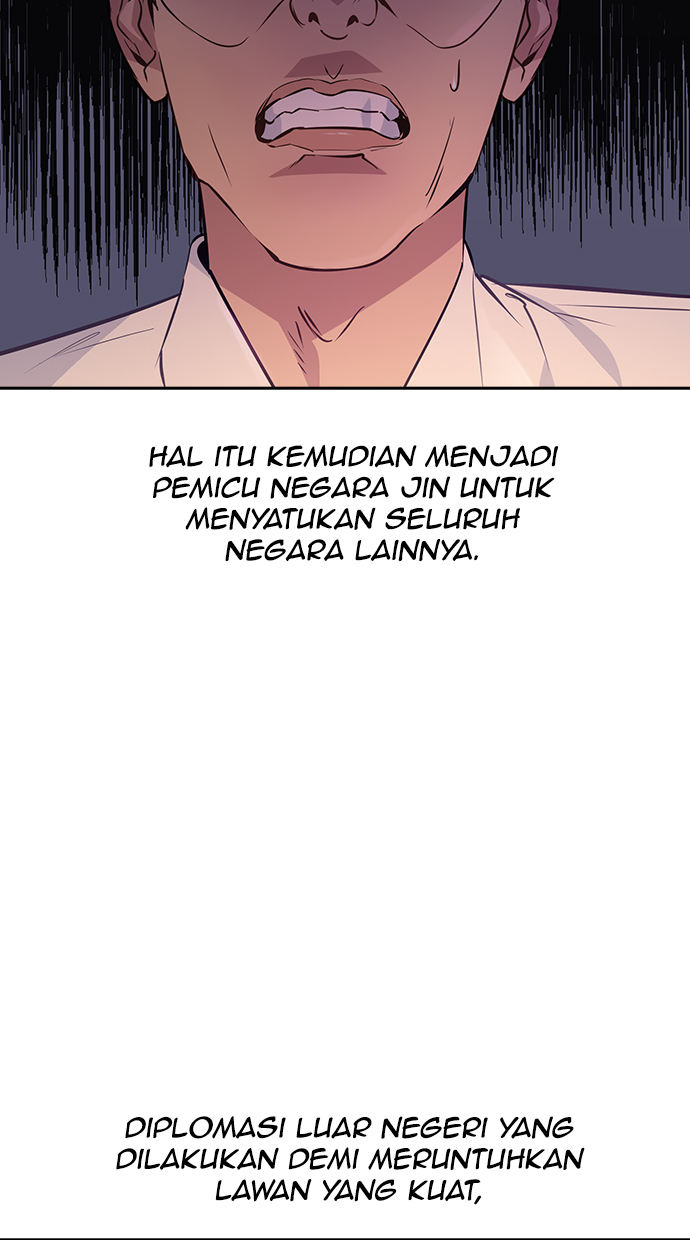 HAL ITU KEMUDIAN MENJADI
PEMICU NEGARA JIN UNTUK
MENYATUKAN SELURUH
NEGARA LAINNYA.
DIPLOMASI LUAR NEGERI YANG
DILAKUKAN DEMI MERUNTUHKAN
LAWAN YANG KUAT,